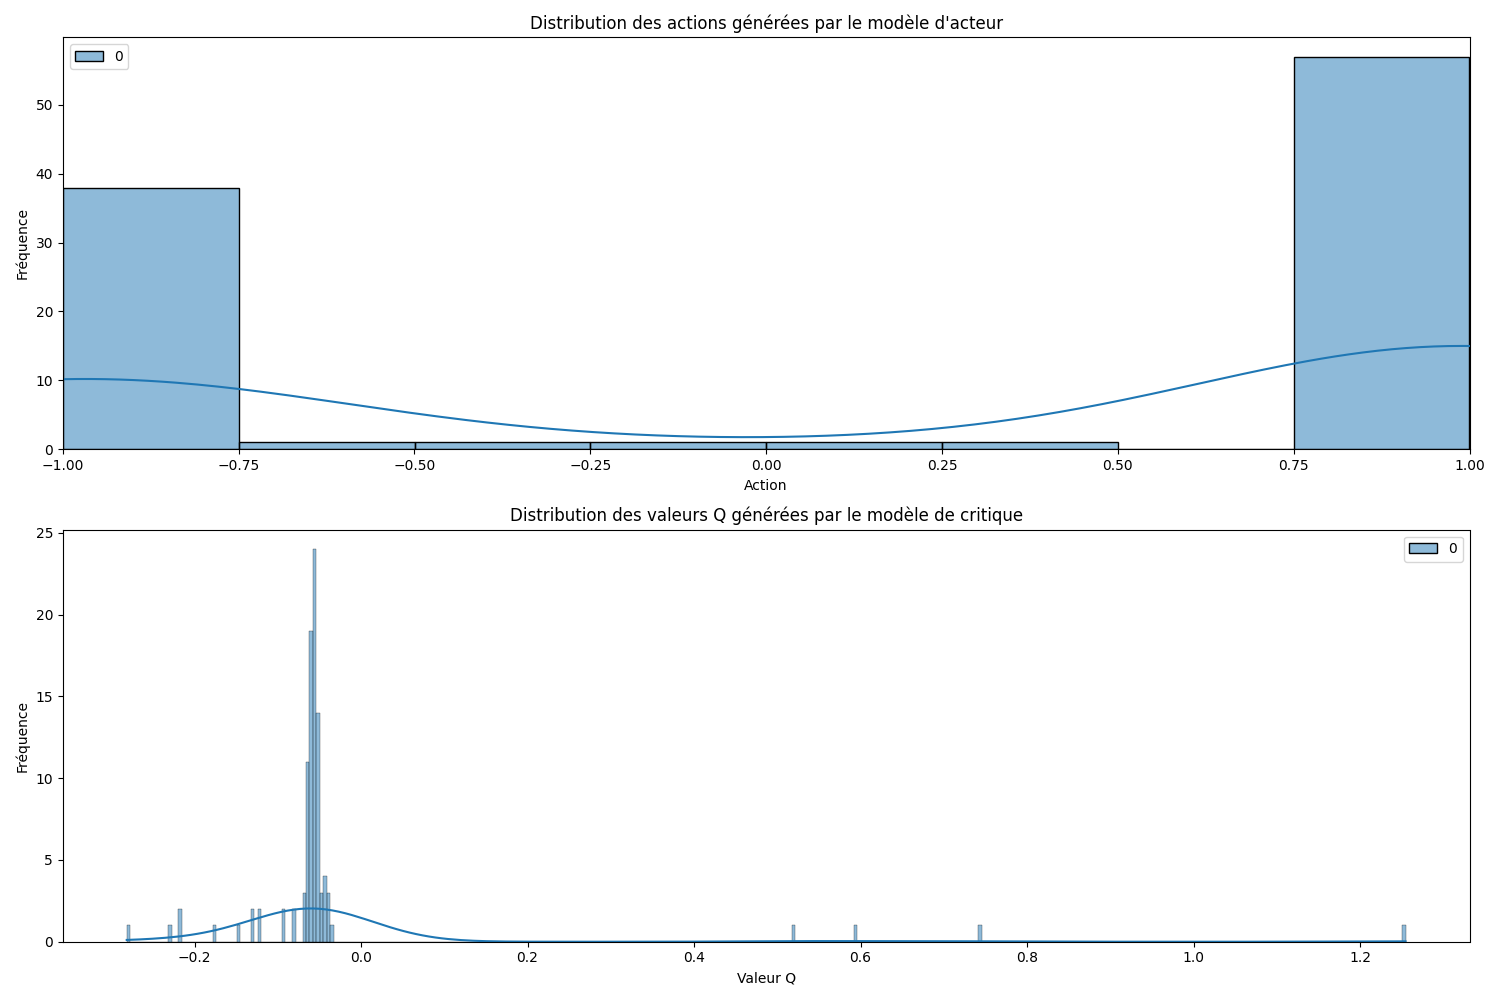 Distribution des actions générées par le modèle d'acteur
0
Fréquence
50
40
30
20
10
0
−1.00 −0.75 −0.50 −0.25 0.00 0.25 0.50 0.75 1.00
Action
Distribution des valeurs Q générées par le modèle de critique
0
Fréquence
25
20
15
10
5
0
−0.2 0.0 0.2 0.4 0.6 0.8 1.0 1.2
Valeur Q